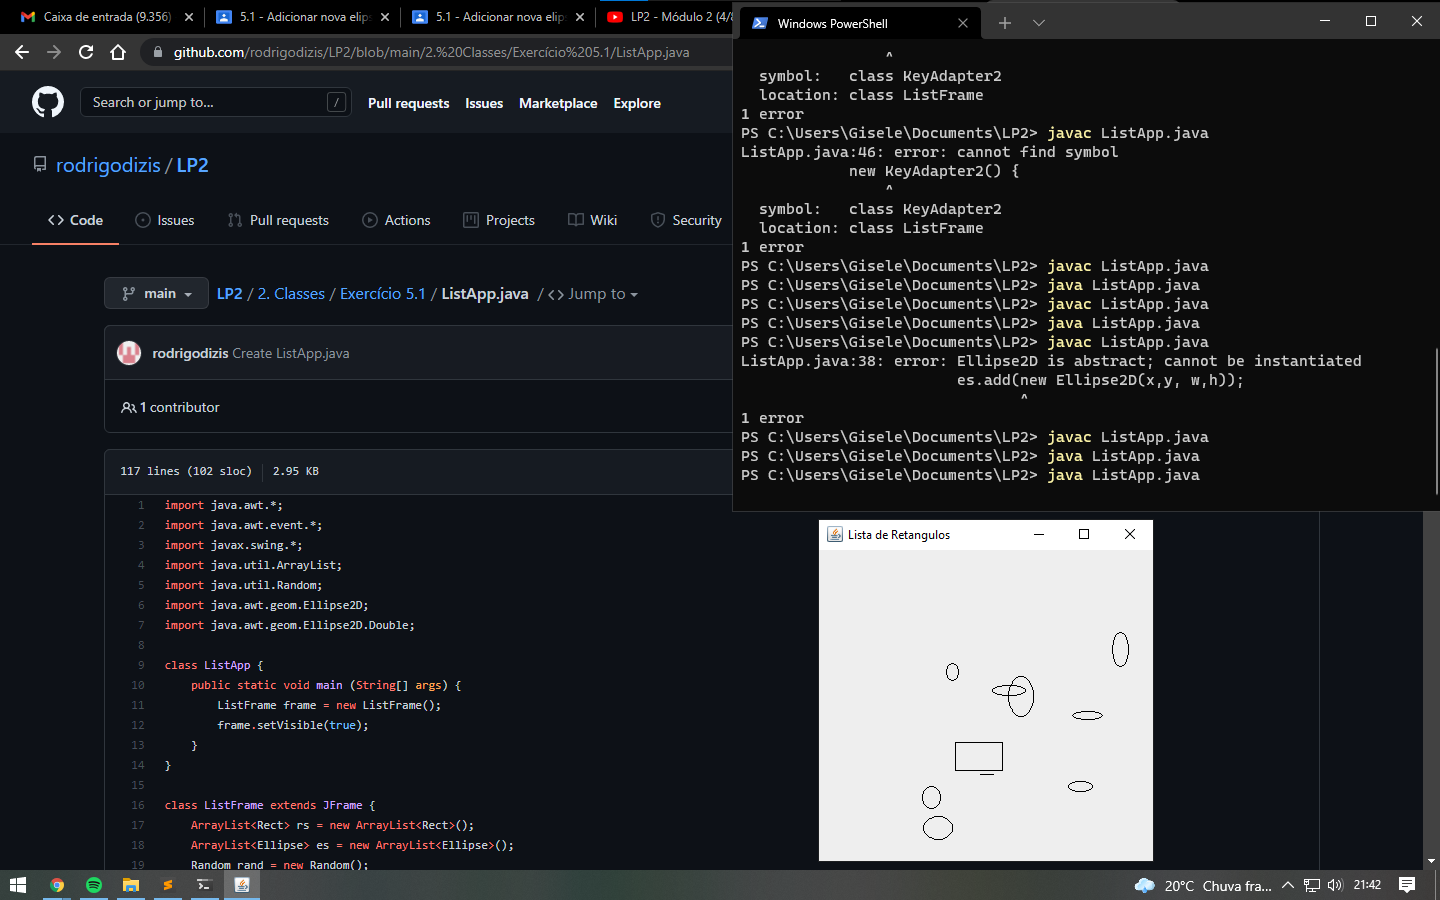 Caixa de entrada (9.356)
5.1 - Adicionar nova elip
5.1 - Adicionar nova elips
LP2 - Módulo 2 (4/8
github.com/rodrigodizis/LP2/blob/main/2.%20Classes/Exercício%205.1/ListApp.java
Search or jump to...
/
Pull requests
Issues
Marketplace
Explore
rodrigodizis / LP2
<> Code
Issues
Pull requests
Actions
Projects
Wiki
Security
main
LP2 / 2. Classes / Exercício 5.1 / ListApp.java / <> Jump to
rodrigodizis Create ListApp.java
1 contributor
117 lines (102 sloc) 2.95 KB
1 import java.awt.*;
2 import java.awt.event.*;
3 import javax.swing.*;
4 import java.util.ArrayList;
5 import java.util.Random;
6 import java.awt.geom.Ellipse2D;
7 import java.awt.geom.Ellipse2D.Double;
8
9 class ListApp {
10 public static void main (String[] args) {
11 ListFrame frame = new ListFrame();
12 frame.setVisible(true);
13 }
14 }
15
16 class ListFrame extends JFrame {
17 ArrayList<Rect> rs = new ArrayList<Rect>();
18 ArrayList<Ellipse> es = new ArrayList<Ellipse>();
19 Random rand = new Random();
Windows PowerShell
^
symbol: class KeyAdapter2
location: class ListFrame
1 error
PS C:\Users\Gisele\Documents\LP2> javac ListApp.java
ListApp.java:46: error: cannot find symbol
new KeyAdapter2() {
^
symbol: class KeyAdapter2
location: class ListFrame
1 error
PS C:\Users\Gisele\Documents\LP2> javac ListApp.java
PS C:\Users\Gisele\Documents\LP2> java ListApp.java
PS C:\Users\Gisele\Documents\LP2> javac ListApp.java
PS C:\Users\Gisele\Documents\LP2> java ListApp.java
PS C:\Users\Gisele\Documents\LP2> javac ListApp.java
ListApp.java:38: error: Ellipse2D is abstract; cannot be instantiated
es.add(new Ellipse2D(x,y, w,h));
^
1 error
PS C:\Users\Gisele\Documents\LP2> javac ListApp.java
PS C:\Users\Gisele\Documents\LP2> java ListApp.java
PS C:\Users\Gisele\Documents\LP2> java ListApp.java
Lista de Retangulos
20°C Chuva fra...
21:42